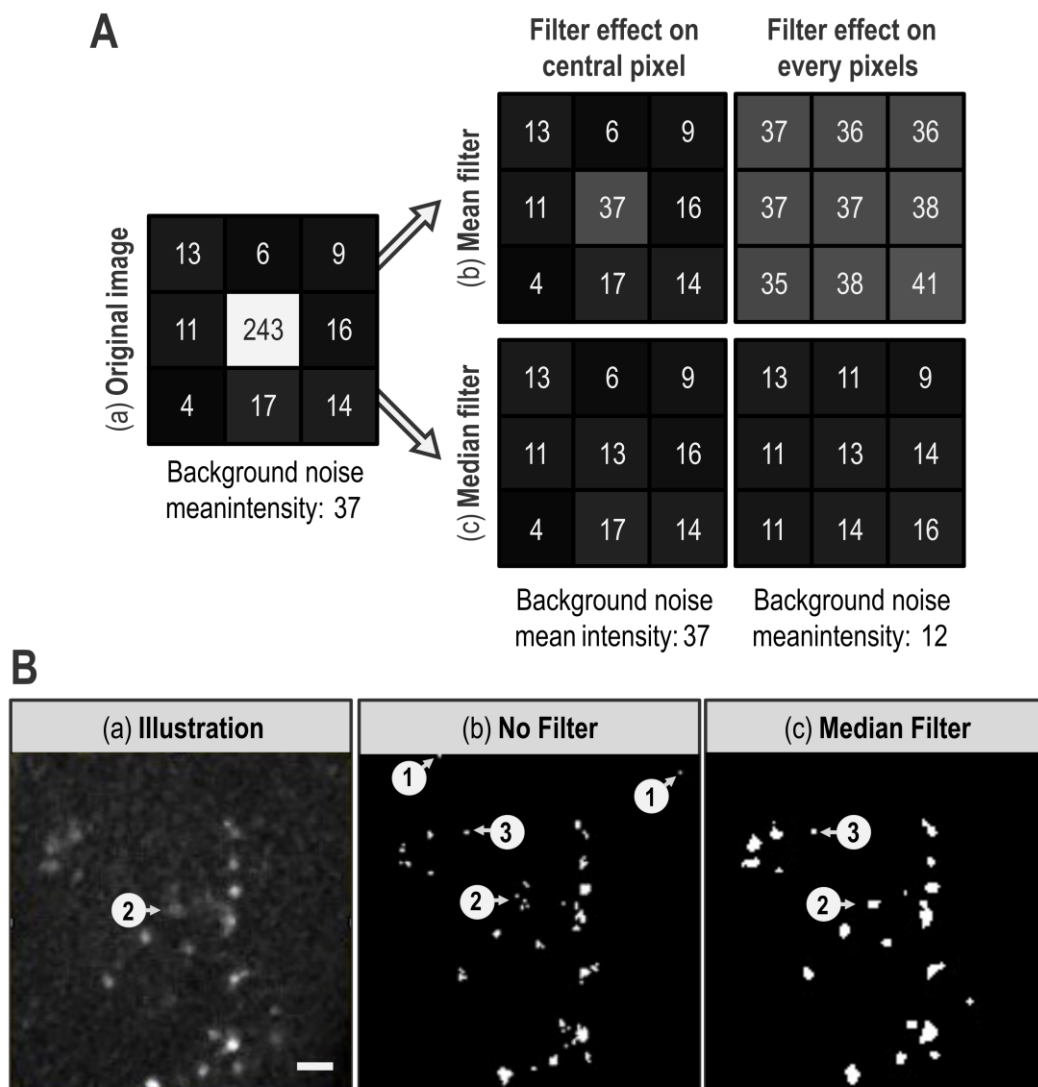 A
Filter effect on
central pixel
Filter effect on
every pixels
(a) Original image
13 6 9
11 243 16
4 17 14
Background noise
meanintensity: 37
(b) Mean filter
13 6 9
11 37 16
4 17 14
37 36 36
37 37 38
35 38 41
(c) Median filter
13 6 9
11 13 16
4 17 14
13 11 9
11 13 14
11 14 16
Background noise
mean intensity: 37
Background noise
meanintensity: 12
B
(a) Illustration
2
(b) No Filter
1
1
3
2
(c) Median Filter
3
2